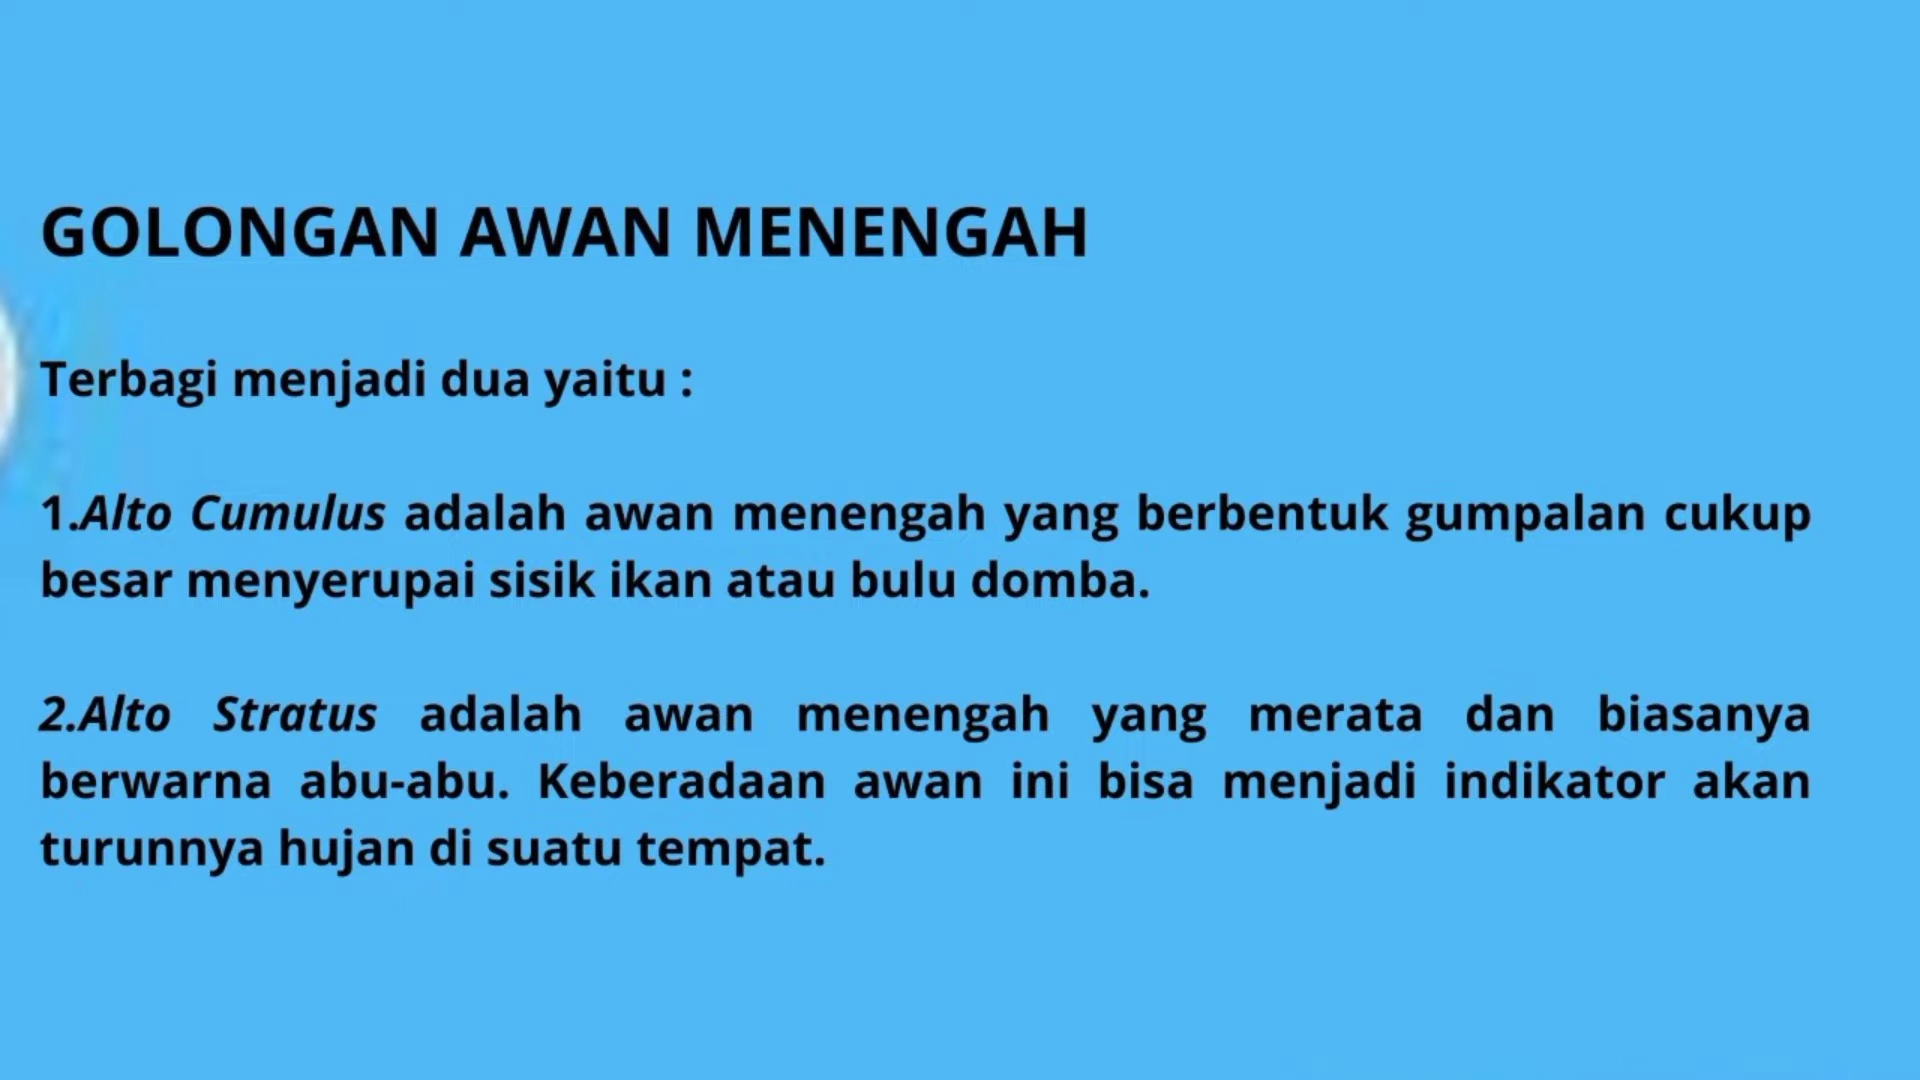 GOLONGAN AWAN MENENGAH
Terbagi menjadi dua yaitu :
1.Alto Cumulus adalah awan menengah yang berbentuk gumpalan cukup
besar menyerupai sisik ikan atau bulu domba.
2.Alto Stratus adalah awan menengah yang merata dan biasanya
berwarna abu-abu. Keberadaan awan ini bisa menjadi indikator akan
turunnya hujan di suatu tempat.